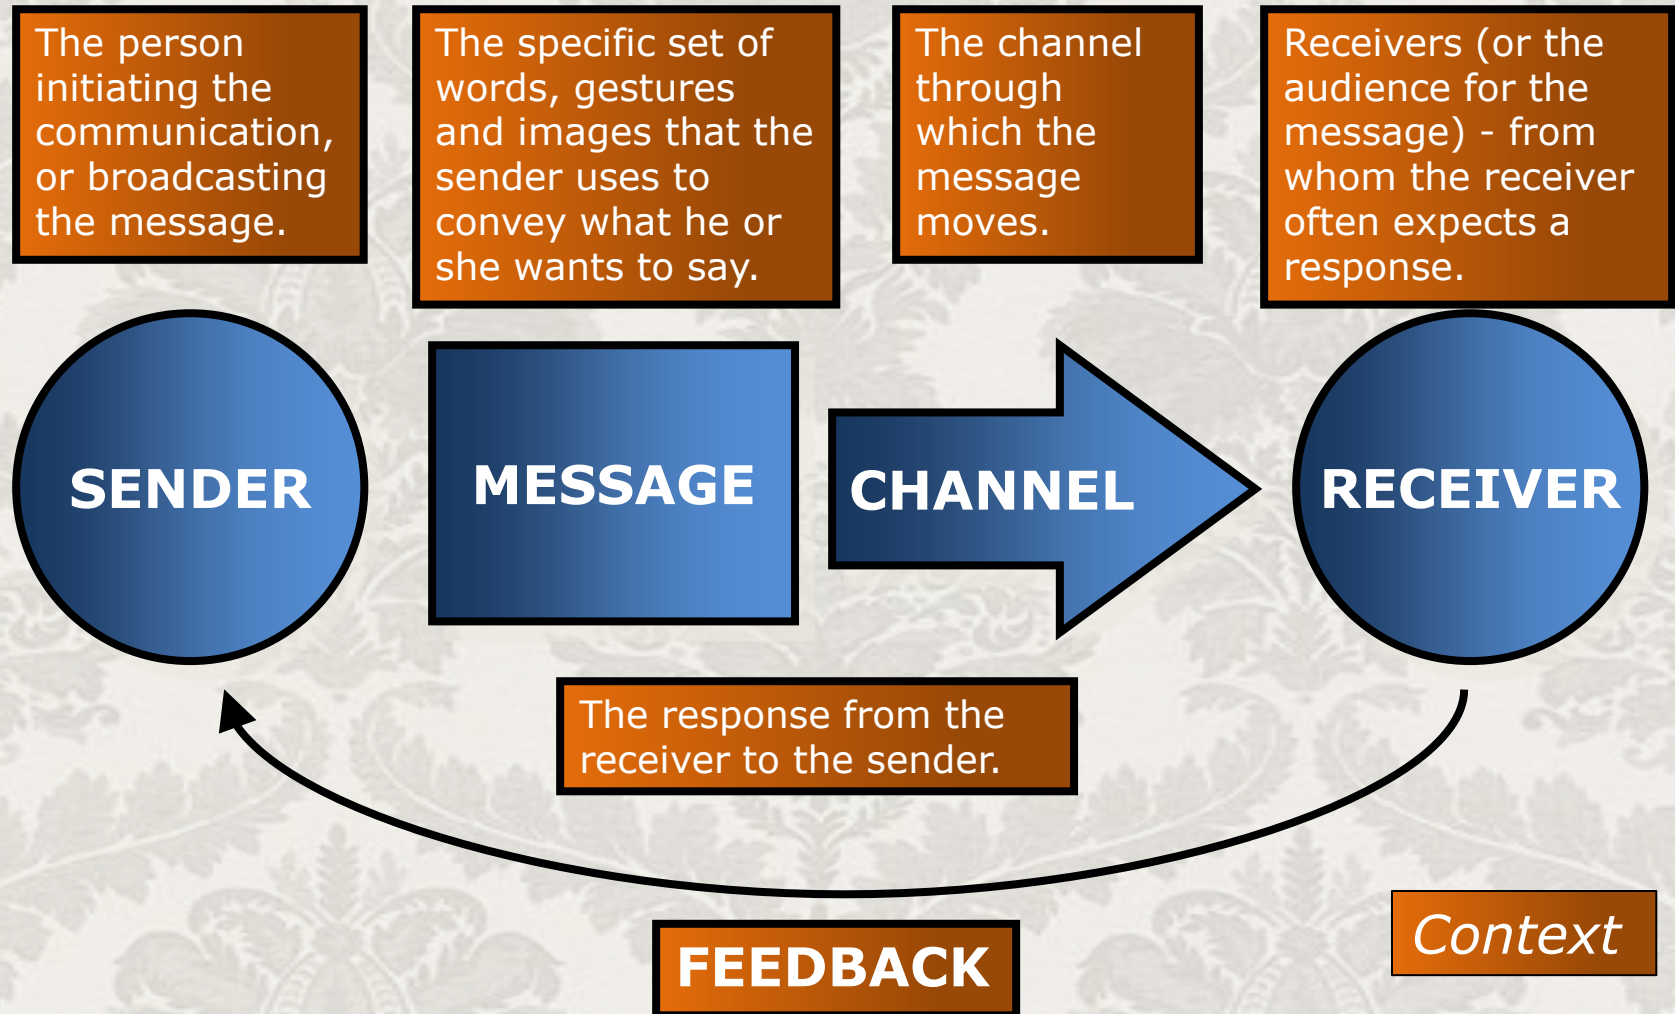 The person
initiating the
communication,
or broadcasting
the message.
The specific set of
words, gestures
and images that the
sender uses to
convey what he or
she wants to say.
The channel
through
which the
message
moves.
Receivers (or the
audience for the
message) - from
whom the receiver
often expects a
response.
SENDER
MESSAGE
CHANNEL
RECEIVER
The response from the
receiver to the sender.
FEEDBACK
Context